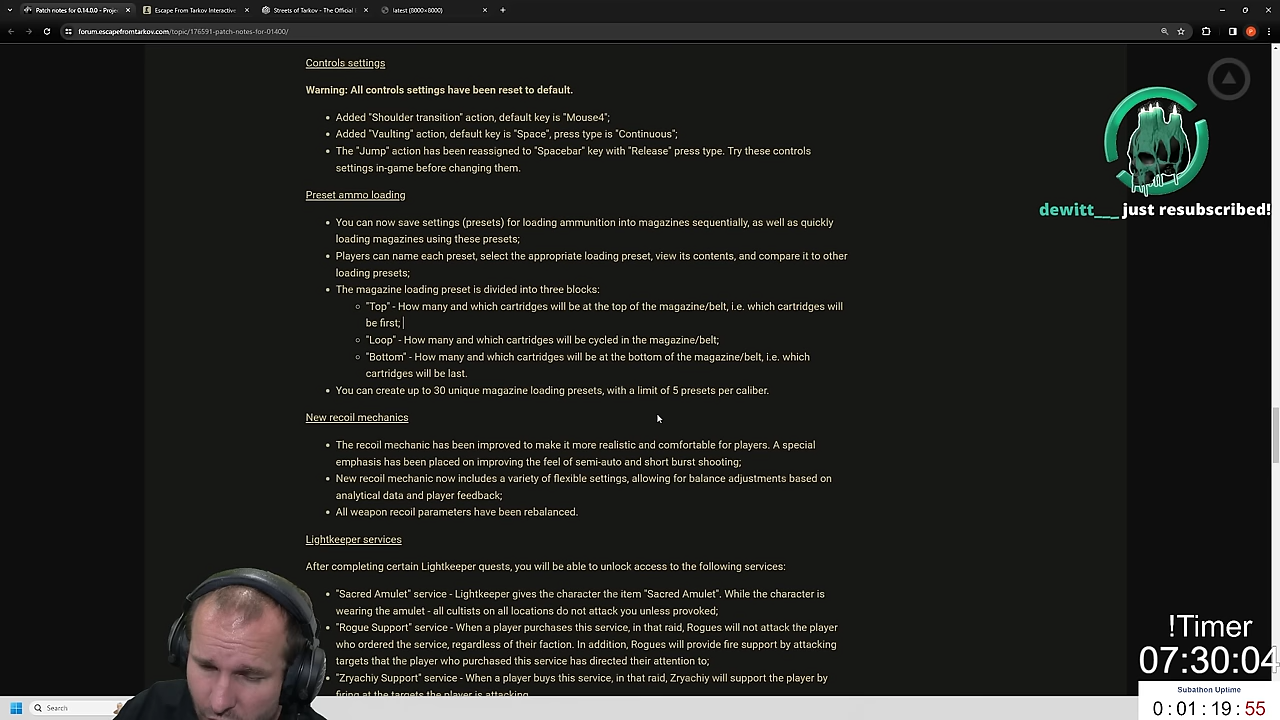 Patch notes for 0.14.0.0 - Proje
Escape From Tarkov Interactive
Streets of Tarkov - The Official
latest (8000×8000)
forum.escapefromtarkov.com/topic/176591-patch-notes-for-01400/
Controls settings
Warning: All controls settings have been reset to default.
Added "Shoulder transition" action, default key is "Mouse4";
Added "Vaulting" action, default key is "Space", press type is "Continuous";
The "Jump" action has been reassigned to "Spacebar" key with "Release" press type. Try these controls
settings in-game before changing them.
dewitt___ just resubscribed!
Preset ammo loading
You can now save settings (presets) for loading ammunition into magazines sequentially, as well as quickly
loading magazines using these presets;
Players can name each preset, select the appropriate loading preset, view its contents, and compare it to other
loading presets;
The magazine loading preset is divided into three blocks:
"Top" - How many and which cartridges will be at the top of the magazine/belt, i.e. which cartridges will
be first;
"Loop" - How many and which cartridges will be cycled in the magazine/belt;
"Bottom" - How many and which cartridges will be at the bottom of the magazine/belt, i.e. which
cartridges will be last.
You can create up to 30 unique magazine loading presets, with a limit of 5 presets per caliber.
New recoil mechanics
The recoil mechanic has been improved to make it more realistic and comfortable for players. A special
emphasis has been placed on improving the feel of semi-auto and short burst shooting;
New recoil mechanic now includes a variety of flexible settings, allowing for balance adjustments based on
analytical data and player feedback;
All weapon recoil parameters have been rebalanced.
Lightkeeper services
After completing certain Lightkeeper quests, you will be able to unlock access to the following services:
"Sacred Amulet" service - Lightkeeper gives the character the item "Sacred Amulet". While the character is
wearing the amulet - all cultists on all locations do not attack you unless provoked;
"Rogue Support" service - When a player purchases this service, in that raid, Rogues will not attack the player
who ordered the service, regardless of their faction. In addition, Rogues will provide fire support by attacking
targets that the player who purchased this service has directed their attention to;
"Zryachiy Support" service - When a player buys this service, in that raid, Zryachiy will support the player by
firing at the targets the player is attacking
!Timer
07:30:04
Subathon Uptime
0:01:19:55
Search